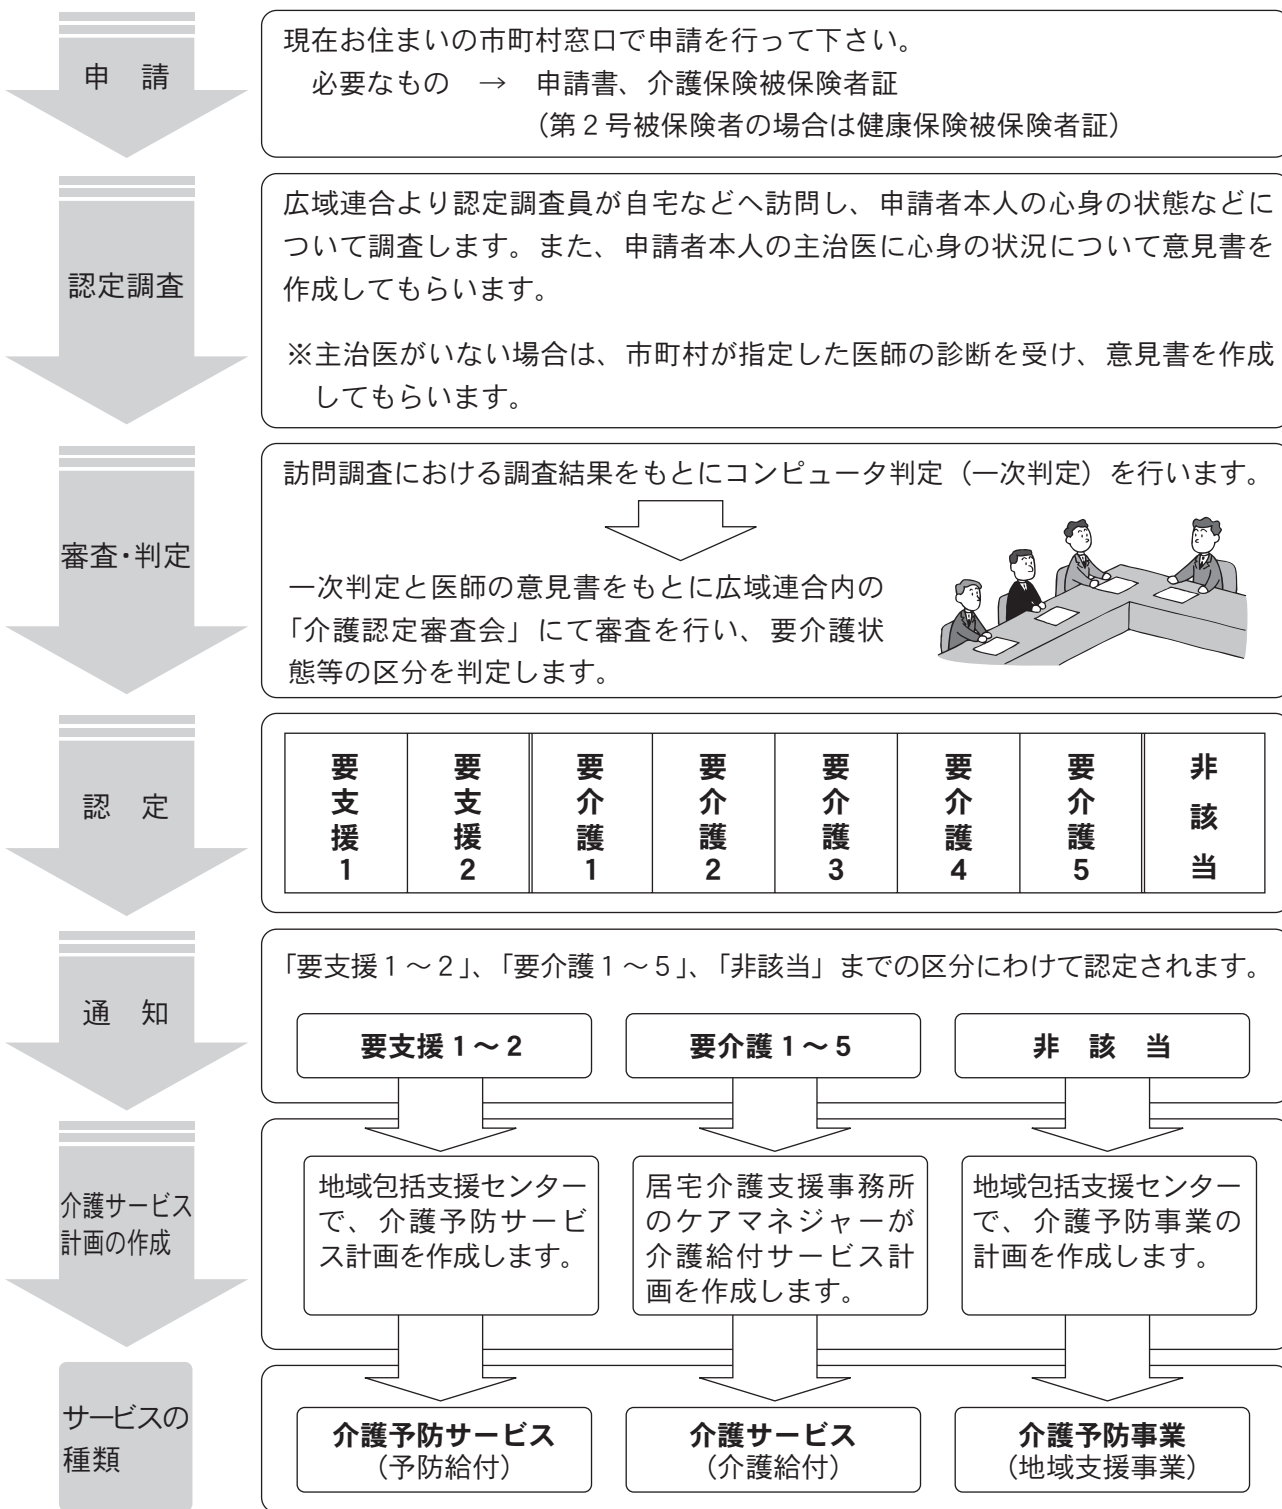 申　請
現在お住まいの市町村窓口で申請を行って下さい。
必要なもの　→　申請書、介護保険被保険者証
（第２号被保険者の場合は健康保険被保険者証）
認定調査
広域連合より認定調査員が自宅などへ訪問し、申請者本人の心身の状態などに
ついて調査します。また、申請者本人の主治医に心身の状況について意見書を
作成してもらいます。
※主治医がいない場合は、市町村が指定した医師の診断を受け、意見書を作成
してもらいます。
審査・判定
訪問調査における調査結果をもとにコンピュータ判定（一次判定）を行います。
一次判定と医師の意見書をもとに広域連合内の
「介護認定審査会」にて審査を行い、要介護状
態等の区分を判定します。
認　定
要支援1
要支援2
要介護1
要介護2
要介護3
要介護4
要介護5
非該当
通　知
「要支援１～２」、「要介護１～５」、「非該当」までの区分にわけて認定されます。
要支援１～２
要介護１～５
非　該　当
介護サービス
計画の作成
地域包括支援センター
で、介護予防サービ
ス計画を作成します。
居宅介護支援事務所
のケアマネジャーが
介護給付サービス計
画を作成します。
地域包括支援センター
で、介護予防事業の
計画を作成します。
サービスの
種類
介護予防サービス
（予防給付）
介護サービス
（介護給付）
介護予防事業
（地域支援事業）